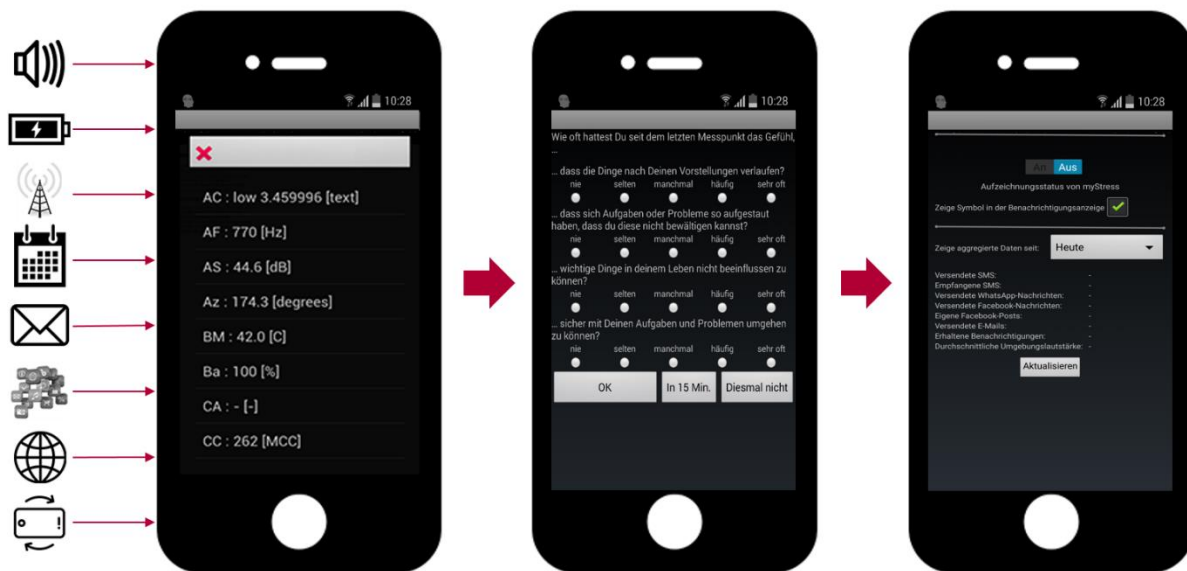 10:28
AC : low 3.459996 [text]
AF : 770 [Hz]
AS : 44.6 [dB]
Az : 174.3 [degrees]
BM : 42.0 [C]
Ba : 100 [%]
CA : - [-]
CC : 262 [MCC]
10:28
Wie oft hattest Du seit dem letzten Messpunkt das Gefühl,
...
... dass die Dinge nach Deinen Vorstellungen verlaufen?
nie selten manchmal häufig sehr oft
... dass sich Aufgaben oder Probleme so aufgestaut
haben, dass du diese nicht bewältigen kannst?
nie selten manchmal häufig sehr oft
... wichtige Dinge in deinem Leben nicht beeinflussen zu
können?
nie selten manchmal häufig sehr oft
... sicher mit Deinen Aufgaben und Problemen umgehen
zu können?
nie selten manchmal häufig sehr oft
OK In 15 Min. Diesmal nicht
10:28
An Aus
Aufzeichnungsstatus von myStress
Zeige Symbol in der Benachrichtigungsanzeige
Zeige aggregierte Daten seit: Heute
Versendete SMS: -
Empfangene SMS: -
Versendete WhatsApp-Nachrichten: -
Versendete Facebook-Nachrichten: -
Eigene Facebook-Posts: -
Versendete E-Mails: -
Erhaltene Benachrichtigungen: -
Durchschnittliche Umgebungslautstärke: -
Aktualisieren